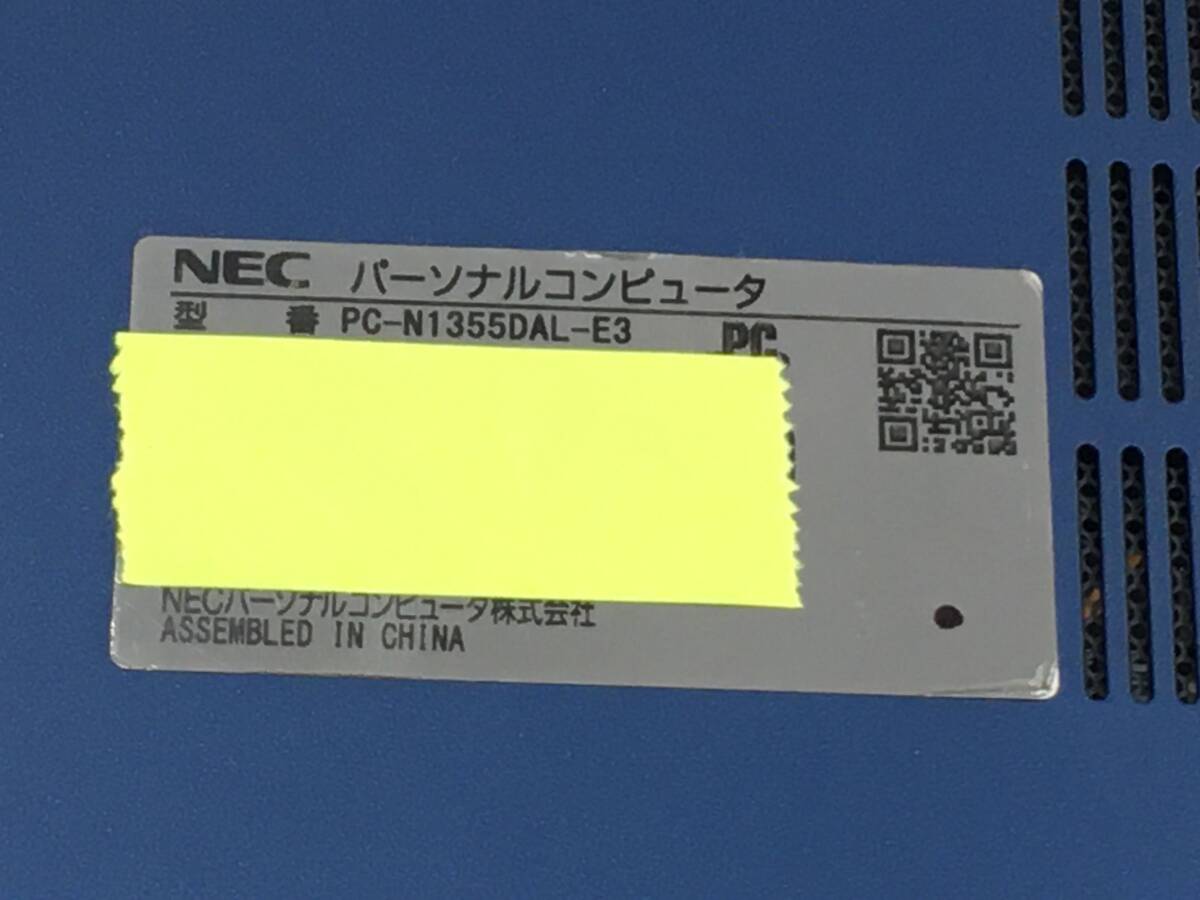 NEC パーソナルコンピュータ
型 番 PC-N1355DAL-E3
PC
NECパーソナルコンピュータ株式会社
ASSEMBLED IN CHINA